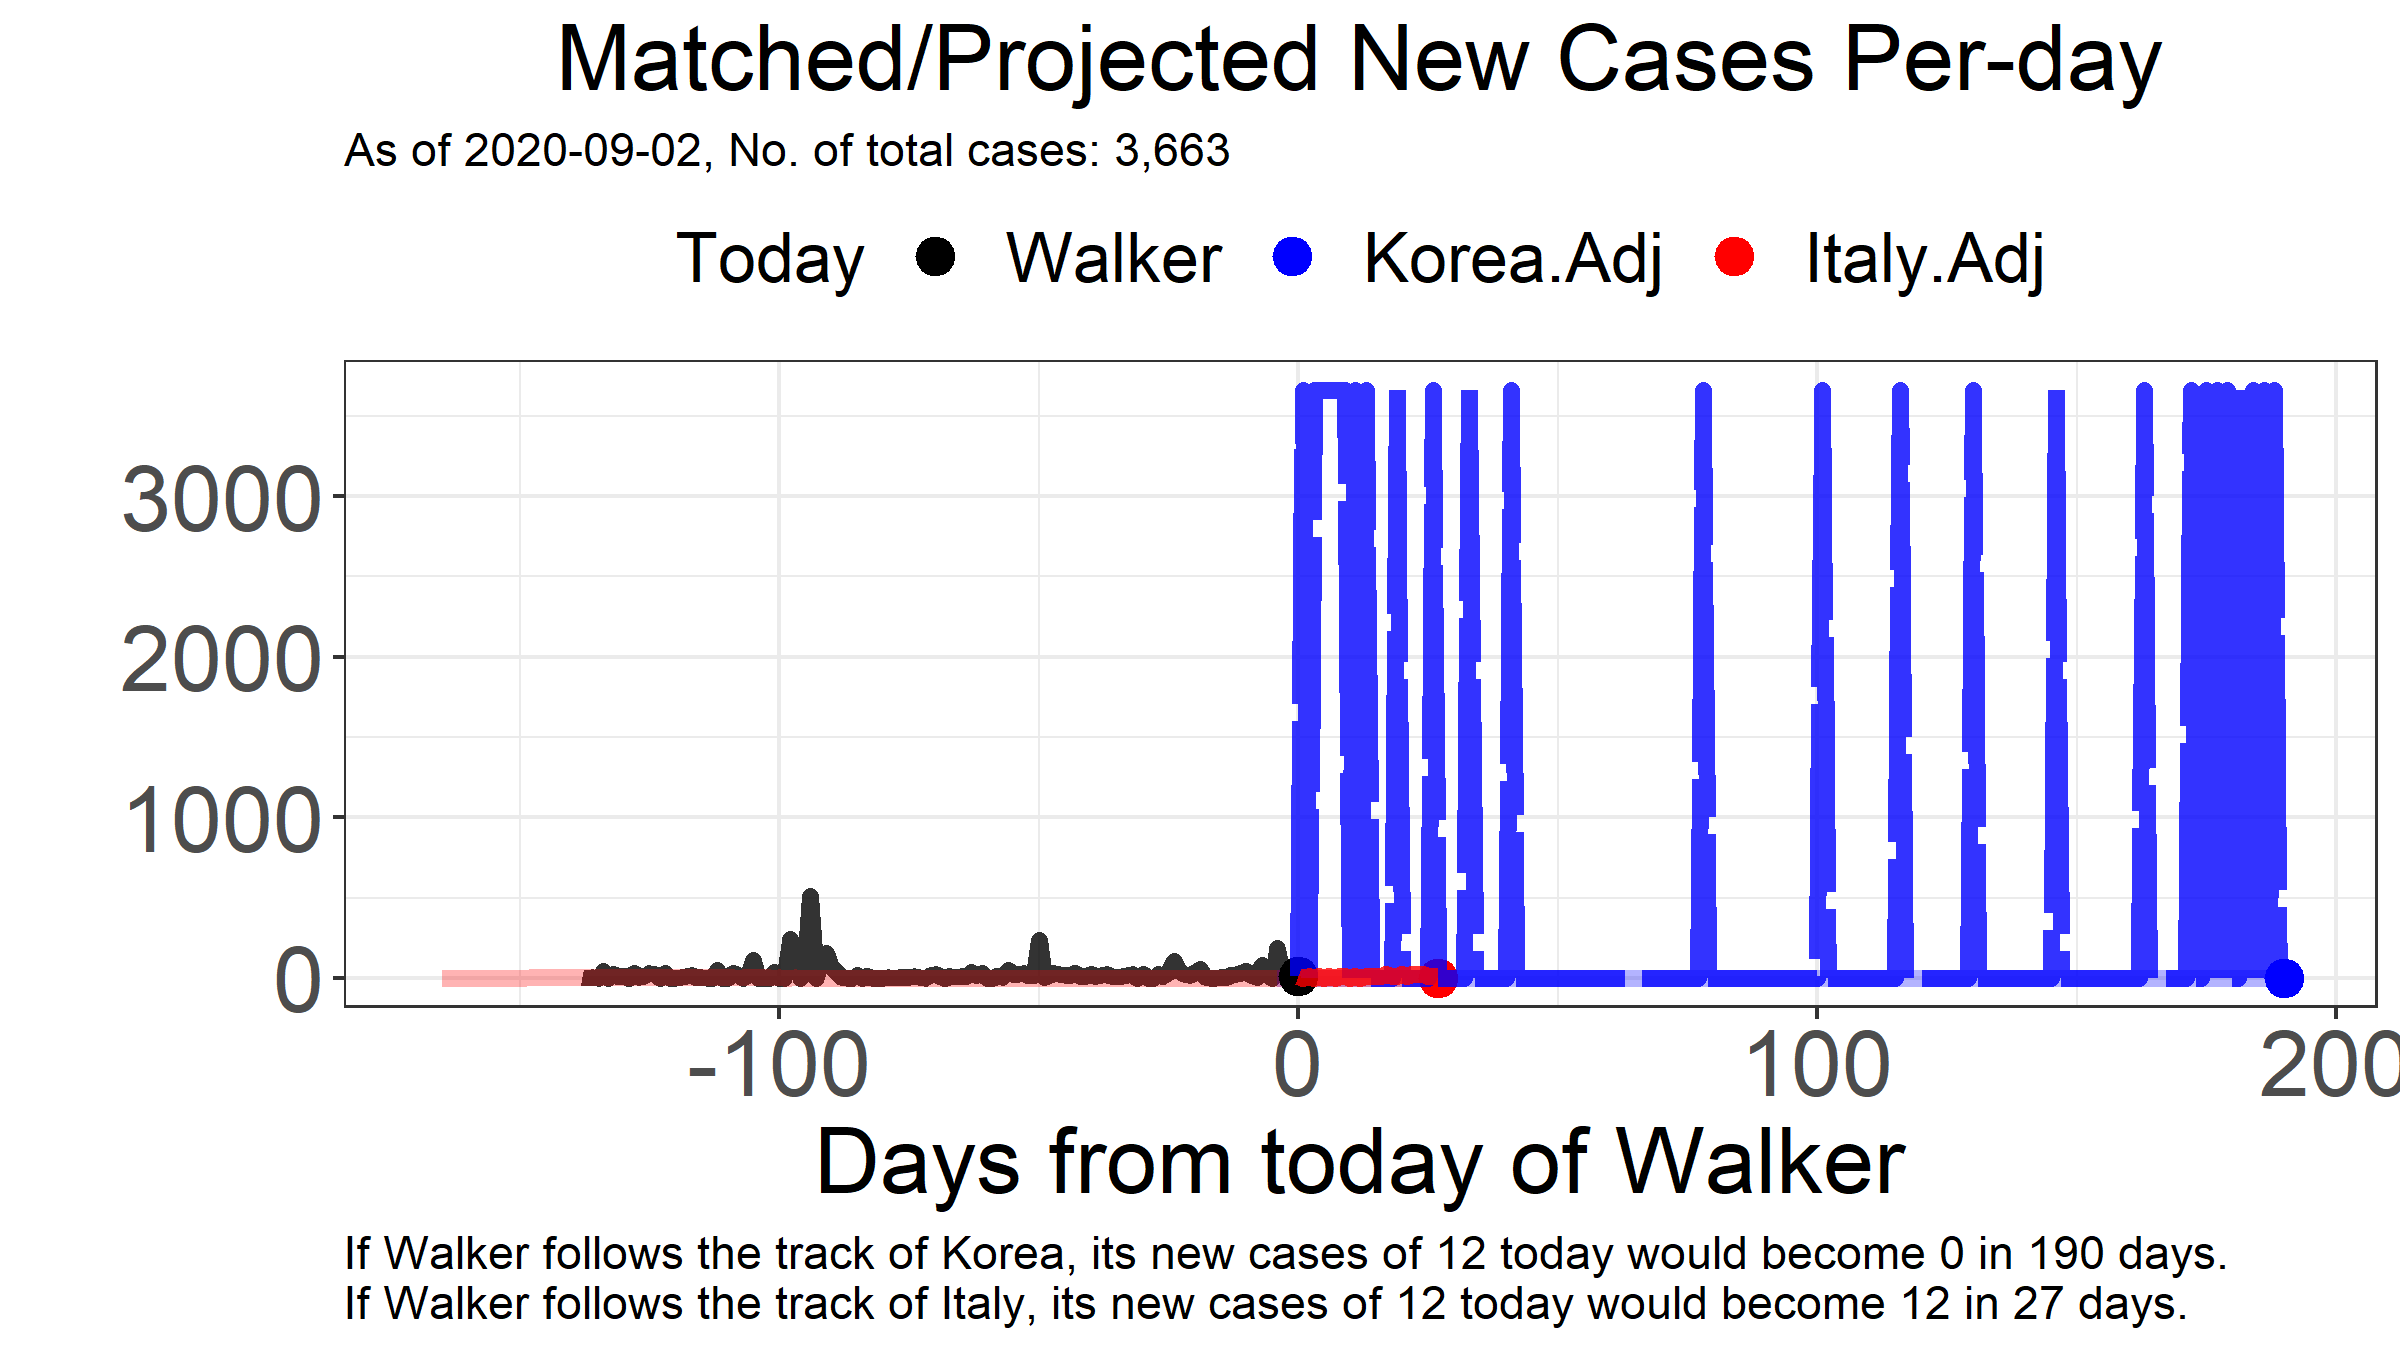 Matched/Projected New Cases Per-day
As of 2020-09-02, No. of total cases: 3,663
Today Walker Korea.Adj Italy.Adj
3000
2000
1000
0
-100 0 100 200
Days from today of Walker
If Walker follows the track of Korea, its new cases of 12 today would become 0 in 190 days.
If Walker follows the track of Italy, its new cases of 12 today would become 12 in 27 days.